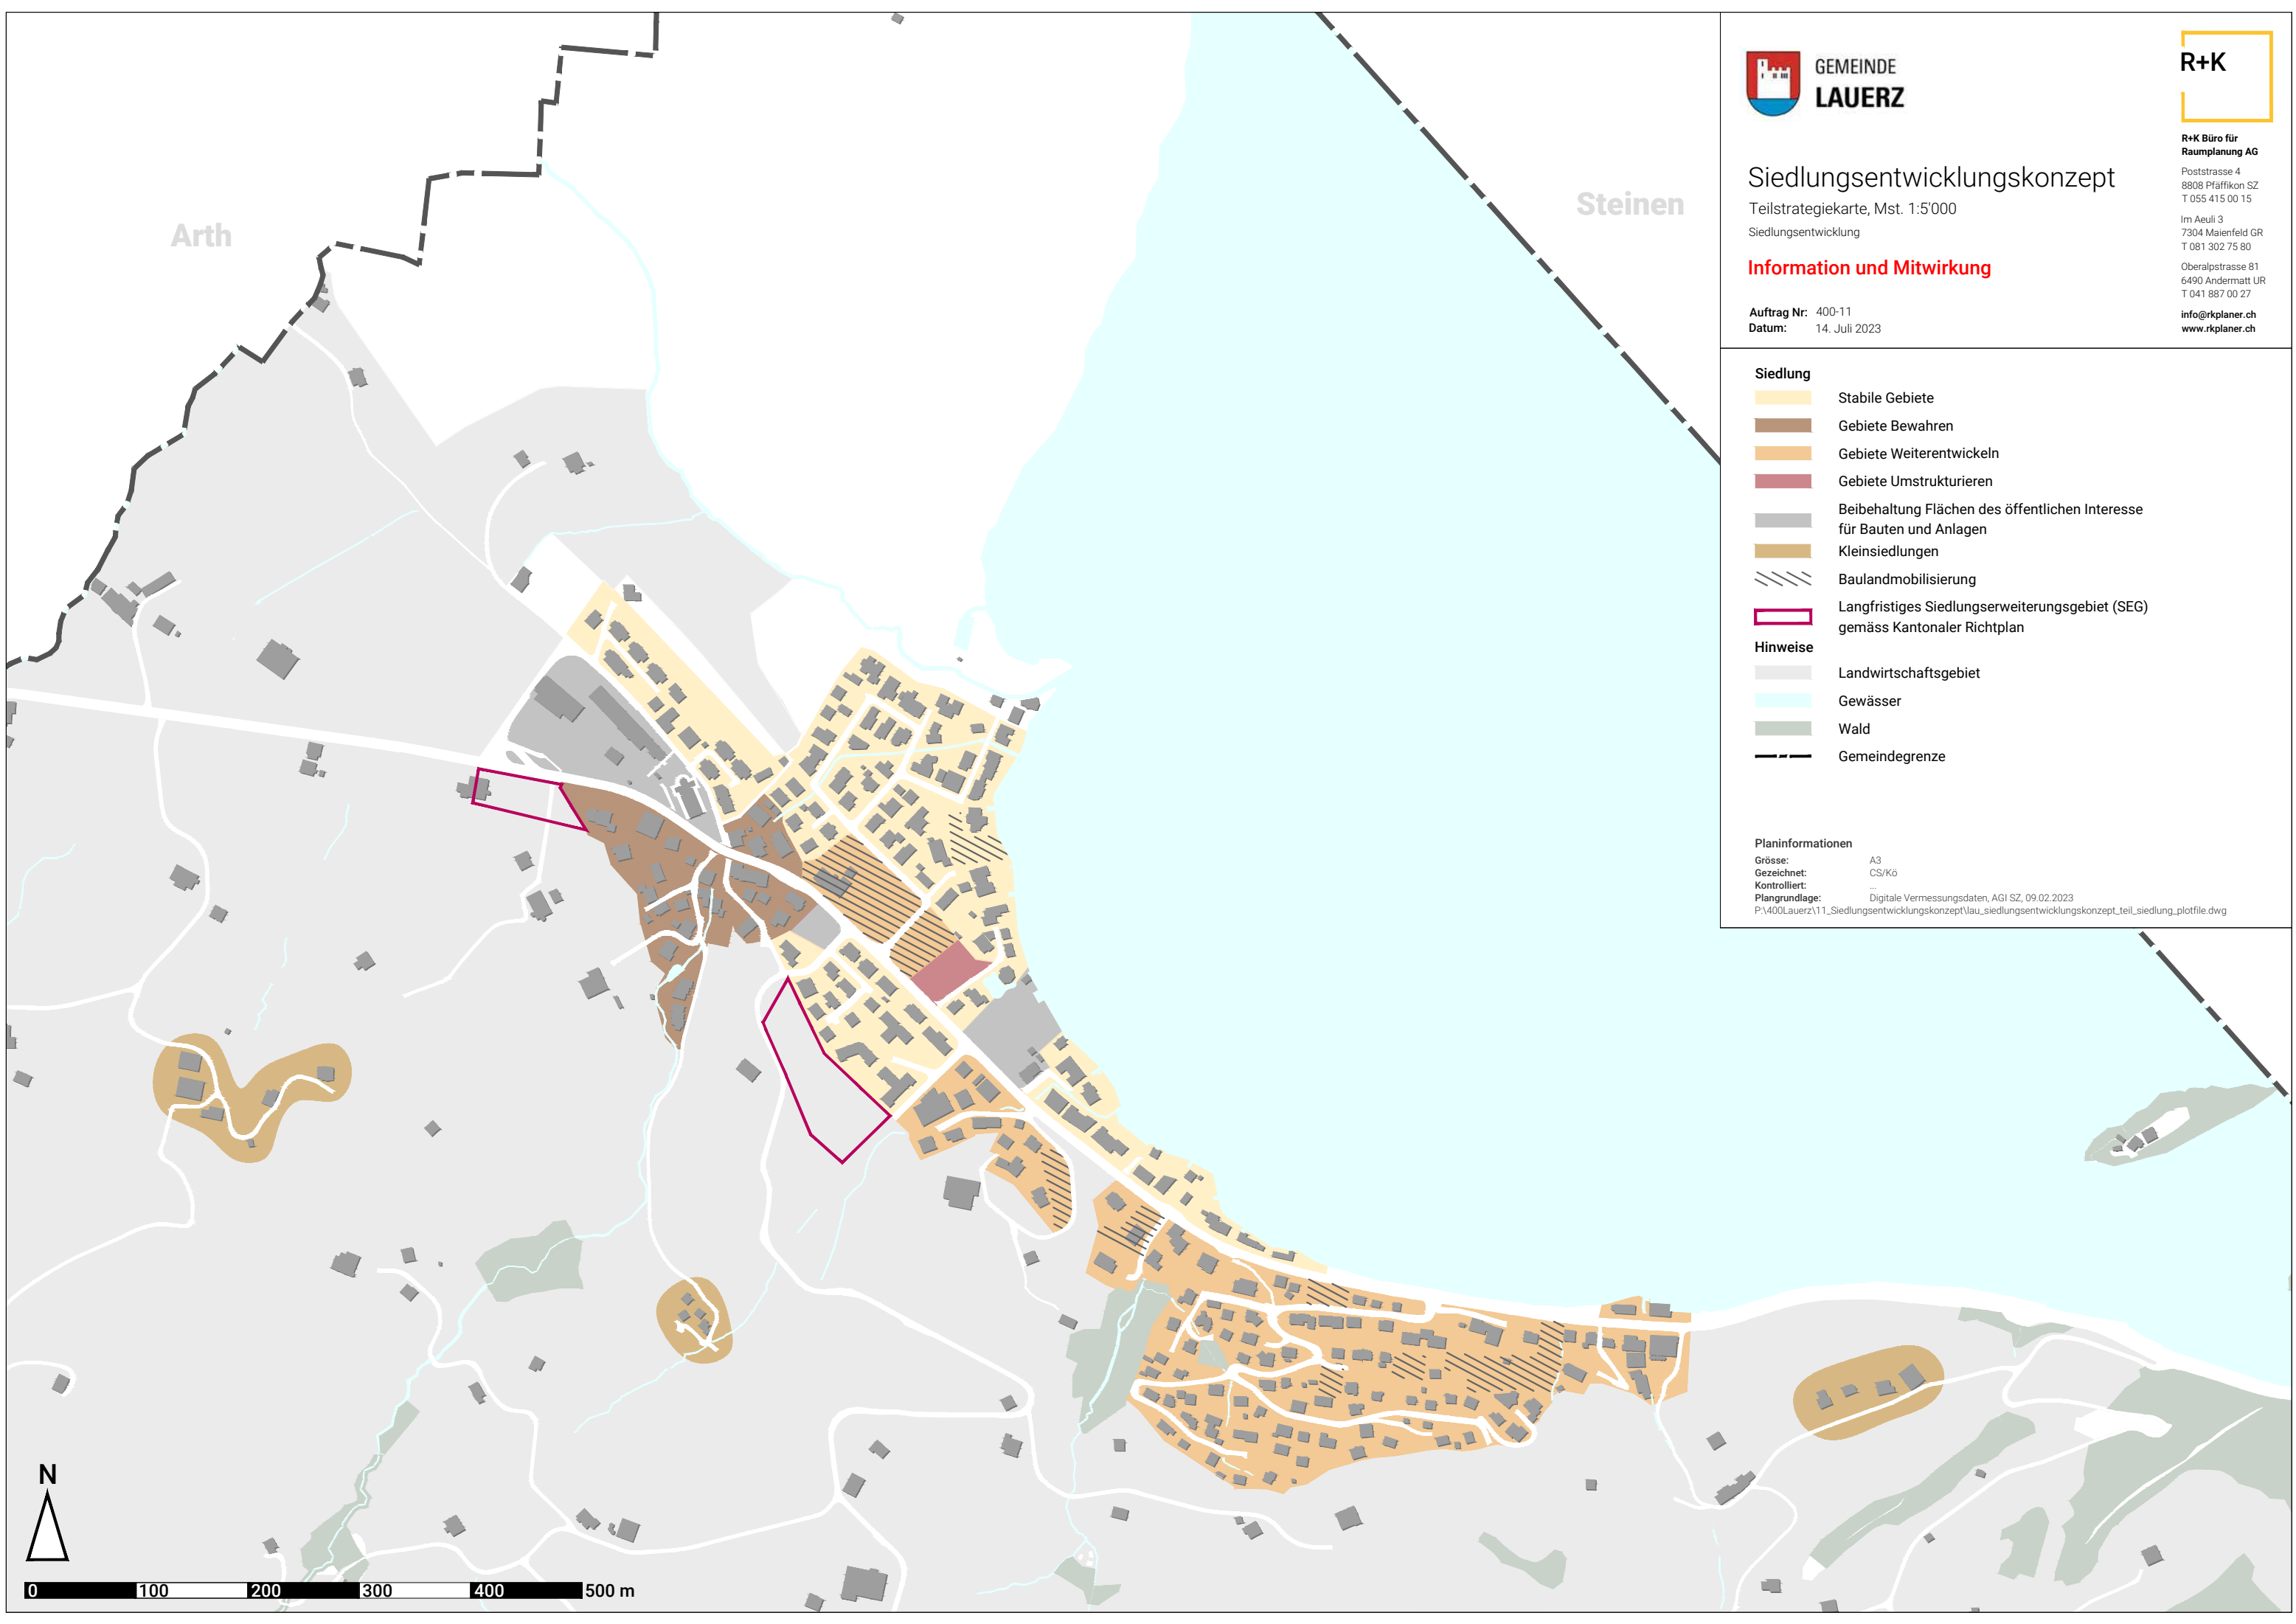 Arth
Steinen
GEMEINDE
LAUERZ
R+K
R+K Büro für
Raumplanung AG
Poststrasse 4
8808 Pfäffikon SZ
T 055 415 00 15
Im Aeuli 3
7304 Maienfeld GR
T 081 302 75 80
Oberalpstrasse 81
6490 Andermatt UR
T 041 887 00 27
info@rkplaner.ch
www.rkplaner.ch
Siedlungsentwicklungskonzept
Teilstrategiekarte, Mst. 1:5'000
Siedlungsentwicklung
Information und Mitwirkung
Auftrag Nr: 400-11
Datum: 14. Juli 2023
Siedlung
Stabile Gebiete
Gebiete Bewahren
Gebiete Weiterentwickeln
Gebiete Umstrukturieren
Beibehaltung Flächen des öffentlichen Interesse
für Bauten und Anlagen
Kleinsiedlungen
Baulandmobilisierung
Langfristiges Siedlungserweiterungsgebiet (SEG)
gemäss Kantonaler Richtplan
Hinweise
Landwirtschaftsgebiet
Gewässer
Wald
Gemeindegrenze
Planinformationen
Grösse: A3
Gezeichnet: CS/Kö
Kontrolliert: ...
Plangrundlage: Digitale Vermessungsdaten, AGI SZ, 09.02.2023
P:\400Lauerz\11_Siedlungsentwicklungskonzept\lau_siedlungsentwicklungskonzept_teil_siedlung_plotfile.dwg
N
0 100 200 300 400 500 m